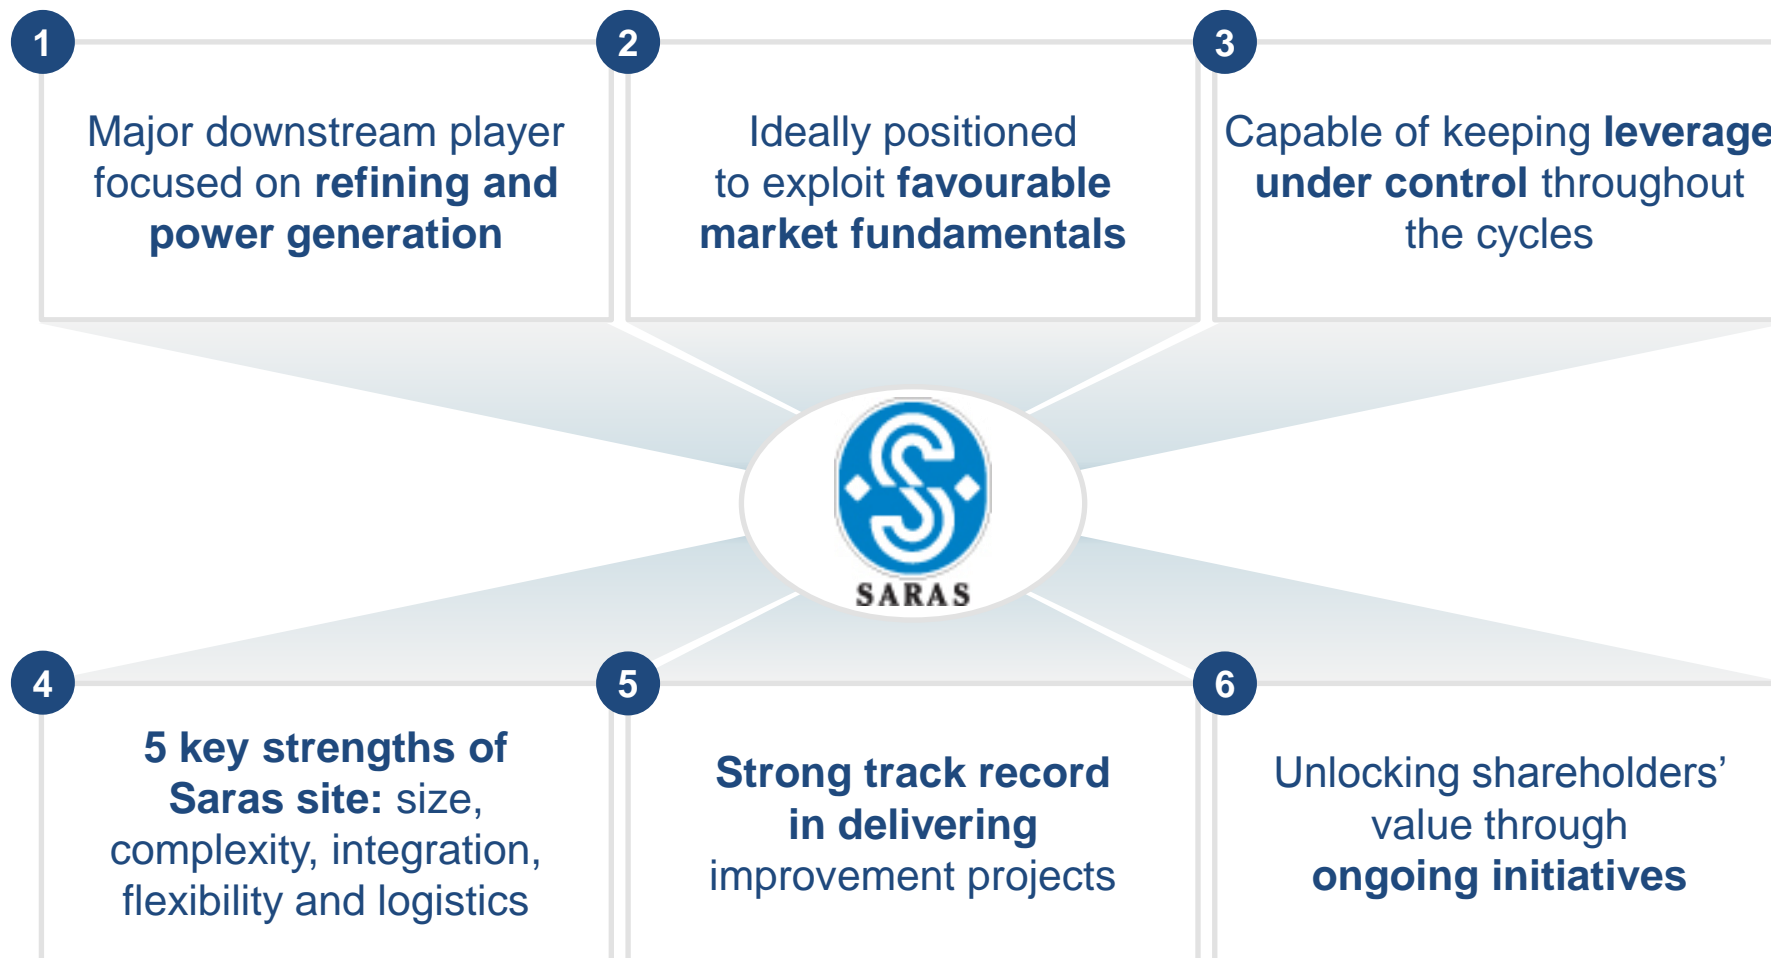 1
Major downstream player
focused on refining and
power generation
2
Ideally positioned
to exploit favourable
market fundamentals
3
Capable of keeping leverage
under control throughout
the cycles
SARAS
4
5 key strengths of
Saras site: size,
complexity, integration,
flexibility and logistics
5
Strong track record
in delivering
improvement projects
6
Unlocking shareholders’
value through
ongoing initiatives